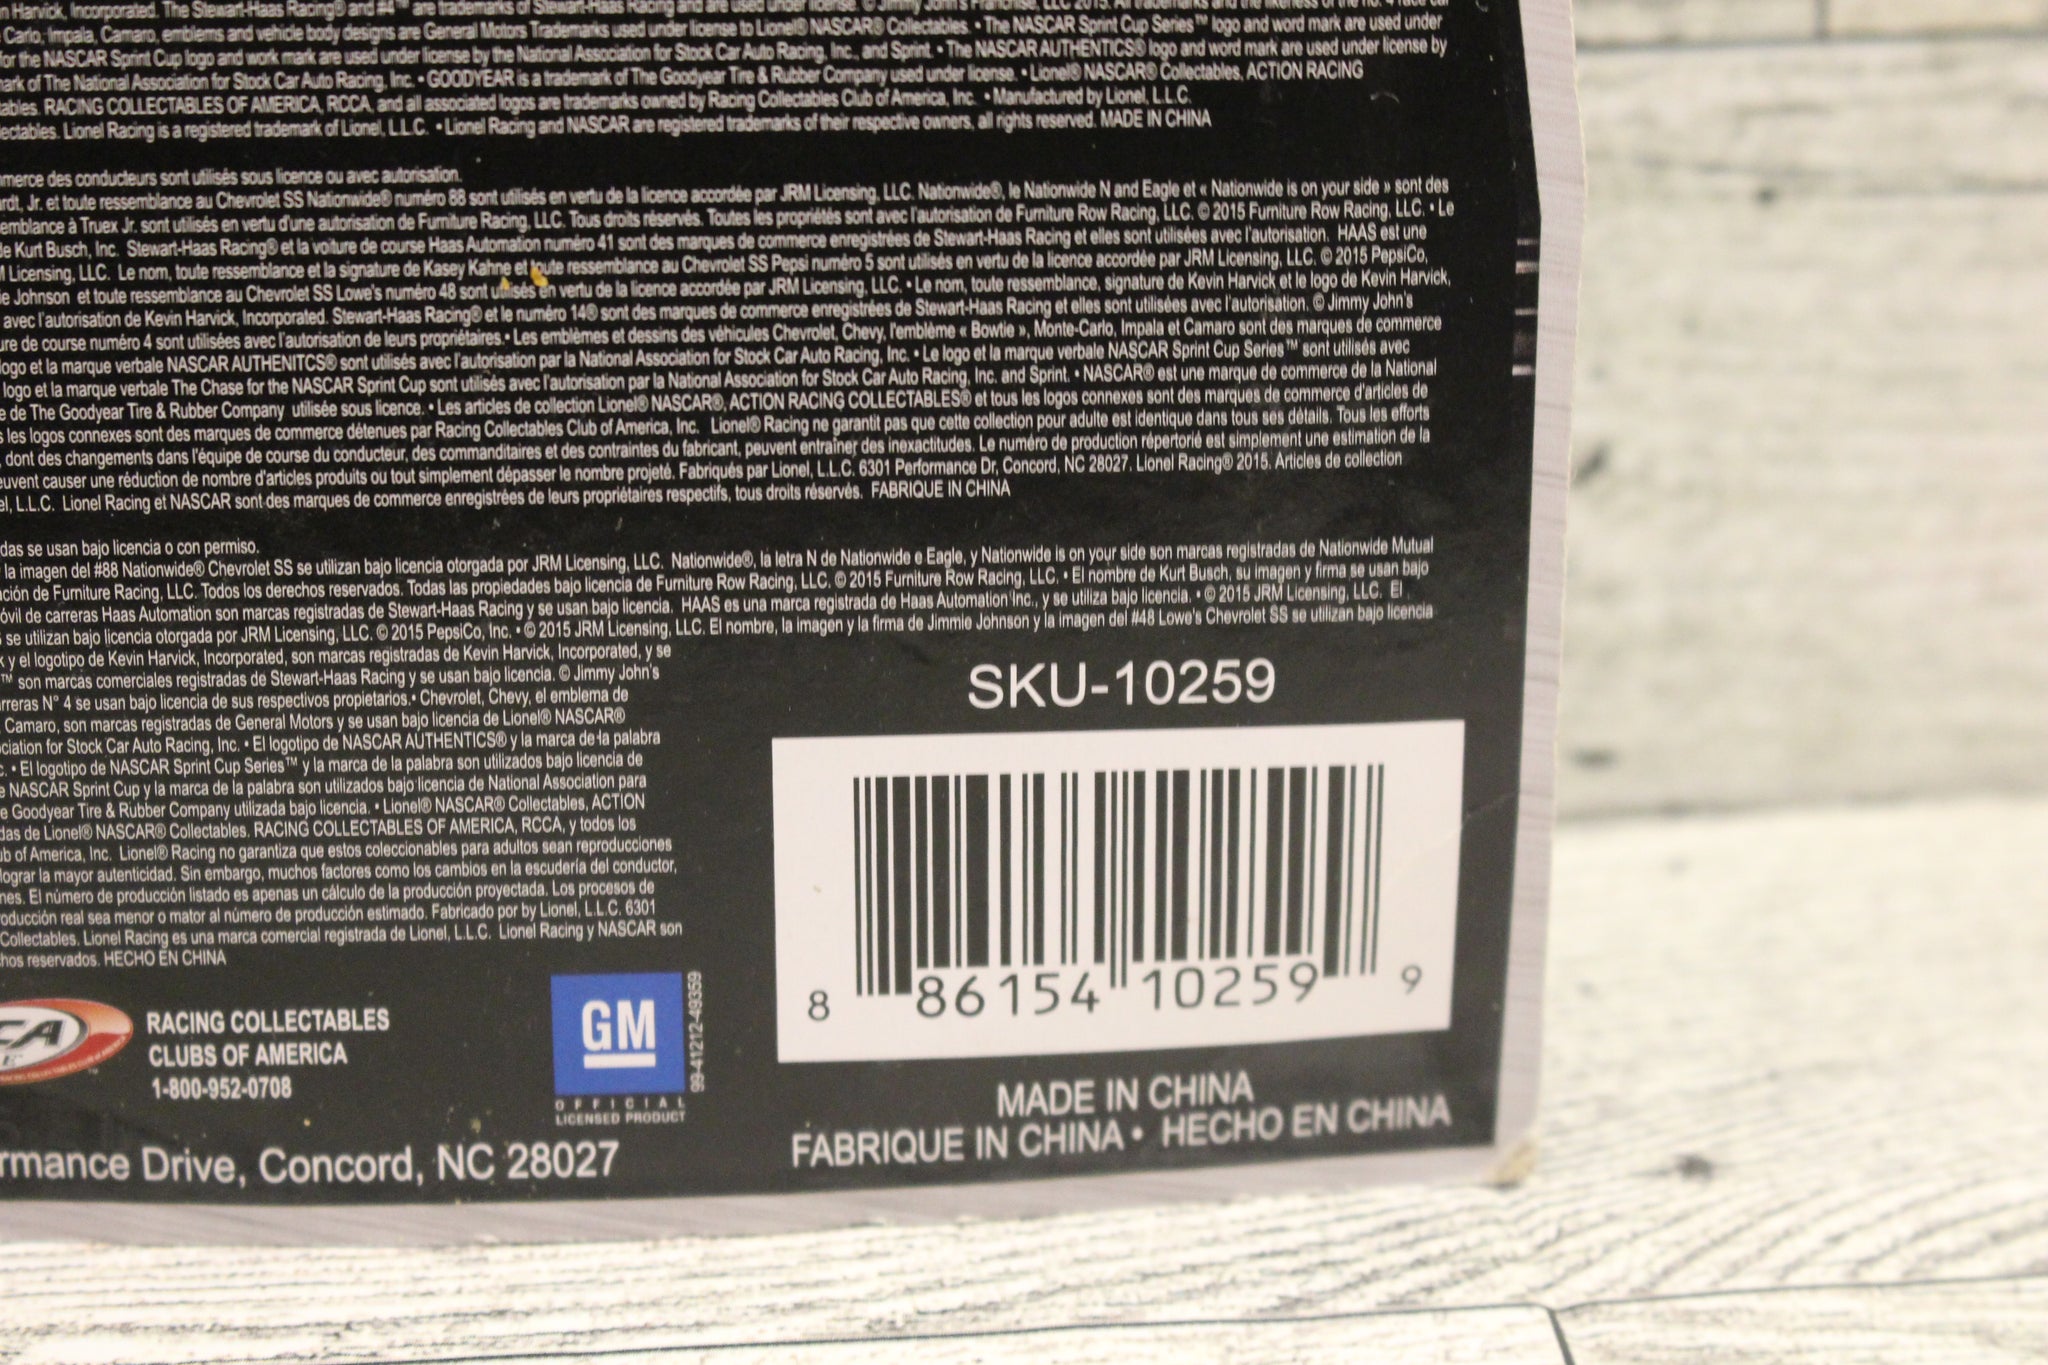 n Harvick, Incorporated. The Stewart-Haas Racing® and #4™ are trademarks of Stewart-Haas Racing and are used under license. © Jimmy John's Franchise, LLC 2015. All trademarks and the likeness of the no. 4 race car
Carlo, Impala, Camaro, emblems and vehicle body designs are General Motors Trademarks used under license to Lionel® NASCAR® Collectables. • The NASCAR Sprint Cup Series™ logo and word mark are used under
for the NASCAR Sprint Cup logo and work mark are used under license by the National Association for Stock Car Auto Racing, Inc., and Sprint. • The NASCAR AUTHENTICS® logo and word mark are used under license by
ark of The National Association for Stock Car Auto Racing, Inc. • GOODYEAR is a trademark of The Goodyear Tire & Rubber Company used under license. • Lionel® NASCAR® Collectables, ACTION RACING
tables. RACING COLLECTABLES OF AMERICA, RCCA, and all associated logos are trademarks owned by Racing Collectables Club of America, Inc. • Manufactured by Lionel, L.L.C.
lectables. Lionel Racing is a registered trademark of Lionel, L.L.C. • Lionel Racing and NASCAR are registered trademarks of their respective owners, all rights reserved. MADE IN CHINA
mmerce des conducteurs sont utilisés sous licence ou avec autorisation.
rdt, Jr. et toute ressemblance au Chevrolet SS Nationwide® numéro 88 sont utilisés en vertu de la licence accordée par JRM Licensing, LLC. Nationwide®, le Nationwide N and Eagle et « Nationwide is on your side » sont des
emblance à Truex Jr. sont utilisés en vertu d'une autorisation de Furniture Racing, LLC. Tous droits réservés. Toutes les propriétés sont avec l'autorisation de Furniture Row Racing, LLC. © 2015 Furniture Row Racing, LLC. • Le
de Kurt Busch, Inc. Stewart-Haas Racing® et la voiture de course Haas Automation numéro 41 sont des marques de commerce enregistrées de Stewart-Haas Racing et elles sont utilisées avec l'autorisation. HAAS est une
M Licensing, LLC. Le nom, toute ressemblance et la signature de Kasey Kahne et toute ressemblance au Chevrolet SS Pepsi numéro 5 sont utilisés en vertu de la licence accordée par JRM Licensing, LLC. © 2015 PepsiCo,
e Johnson et toute ressemblance au Chevrolet SS Lowe's numéro 48 sont utilisés en vertu de la licence accordée par JRM Licensing, LLC. • Le nom, toute ressemblance, signature de Kevin Harvick et le logo de Kevin Harvick,
avec l'autorisation de Kevin Harvick, Incorporated. Stewart-Haas Racing® et le numéro 14® sont des marques de commerce enregistrées de Stewart-Haas Racing et elles sont utilisées avec l'autorisation. © Jimmy John's
ure de course numéro 4 sont utilisées avec l'autorisation de leurs propriétaires. • Les emblèmes et dessins des véhicules Chevrolet, Chevy, l'emblème « Bowtie », Monte-Carlo, Impala et Camaro sont des marques de commerce
logo et la marque verbale NASCAR AUTHENITCS® sont utilisés avec l'autorisation par la National Association for Stock Car Auto Racing, Inc. • Le logo et la marque verbale NASCAR Sprint Cup Series™ sont utilisés avec
logo et la marque verbale The Chase for the NASCAR Sprint Cup sont utilisés avec l'autorisation par la National Association for Stock Car Auto Racing, Inc. and Sprint. • NASCAR® est une marque de commerce de la National
e de The Goodyear Tire & Rubber Company utilisée sous licence. • Les articles de collection Lionel® NASCAR®, ACTION RACING COLLECTABLES® et tous les logos connexes sont des marques de commerce d'articles de
s les logos connexes sont des marques de commerce détenues par Racing Collectables Club of America, Inc. Lionel® Racing ne garantit pas que cette collection pour adulte est identique dans tous ses détails. Tous les efforts
, dont des changements dans l'équipe de course du conducteur, des commanditaires et des contraintes du fabricant, peuvent entraîner des inexactitudes. Le numéro de production répertorié est simplement une estimation de la
euvent causer une réduction de nombre d'articles produits ou tout simplement dépasser le nombre projeté. Fabriqués par Lionel, L.L.C. 6301 Performance Dr, Concord, NC 28027. Lionel Racing® 2015. Articles de collection
el, L.L.C. Lionel Racing et NASCAR sont des marques de commerce enregistrées de leurs propriétaires respectifs, tous droits réservés. FABRIQUE IN CHINA
das se usan bajo licencia o con permiso.
la imagen del #88 Nationwide® Chevrolet SS se utilizan bajo licencia otorgada por JRM Licensing, LLC. Nationwide®, la letra N de Nationwide e Eagle, y Nationwide is on your side son marcas registradas de Nationwide Mutual
ción de Furniture Racing, LLC. Todos los derechos reservados. Todas las propiedades bajo licencia de Furniture Row Racing, LLC. © 2015 Furniture Row Racing, LLC. • El nombre de Kurt Busch, su imagen y firma se usan bajo
óvil de carreras Haas Automation son marcas registradas de Stewart-Haas Racing y se usan bajo licencia. HAAS es una marca registrada de Haas Automation Inc., y se utiliza bajo licencia. • © 2015 JRM Licensing, LLC. El
se utilizan bajo licencia otorgada por JRM Licensing, LLC. © 2015 PepsiCo, Inc. • © 2015 JRM Licensing, LLC. El nombre, la imagen y la firma de Jimmie Johnson y la imagen del #48 Lowe's Chevrolet SS se utilizan bajo licencia
k y el logotipo de Kevin Harvick, Incorporated, son marcas registradas de Kevin Harvick, Incorporated, y se
™ son marcas comerciales registradas de Stewart-Haas Racing y se usan bajo licencia. © Jimmy John's
rreras N° 4 se usan bajo licencia de sus respectivos propietarios. • Chevrolet, Chevy, el emblema de
Camaro, son marcas registradas de General Motors y se usan bajo licencia de Lionel® NASCAR®
ciation for Stock Car Auto Racing, Inc. • El logotipo de NASCAR AUTHENTICS® y la marca de la palabra
c. • El logotipo de NASCAR Sprint Cup Series™ y la marca de la palabra son utilizados bajo licencia de
e NASCAR Sprint Cup y la marca de la palabra son utilizados bajo licencia de National Association para
e Goodyear Tire & Rubber Company utilizada bajo licencia. • Lionel® NASCAR® Collectables, ACTION
das de Lionel® NASCAR® Collectables. RACING COLLECTABLES OF AMERICA, RCCA, y todos los
ub of America, Inc. Lionel® Racing no garantiza que estos coleccionables para adultos sean reproducciones
lograr la mayor autenticidad. Sin embargo, muchos factores como los cambios en la escudería del conductor,
nes. El número de producción listado es apenas un cálculo de la producción proyectada. Los procesos de
oducción real sea menor o mator al número de producción estimado. Fabricado por by Lionel, L.L.C. 6301
Collectables. Lionel Racing es una marca comercial registrada de Lionel, L.L.C. Lionel Racing y NASCAR son
hos reservados. HECHO EN CHINA
SKU-10259
8 86154 10259 9
CA
RACING COLLECTABLES
CLUBS OF AMERICA
1-800-952-0708
GM
OFFICIAL
LICENSED PRODUCT
99-41212-49359
MADE IN CHINA
FABRIQUE IN CHINA • HECHO EN CHINA
rmance Drive, Concord, NC 28027